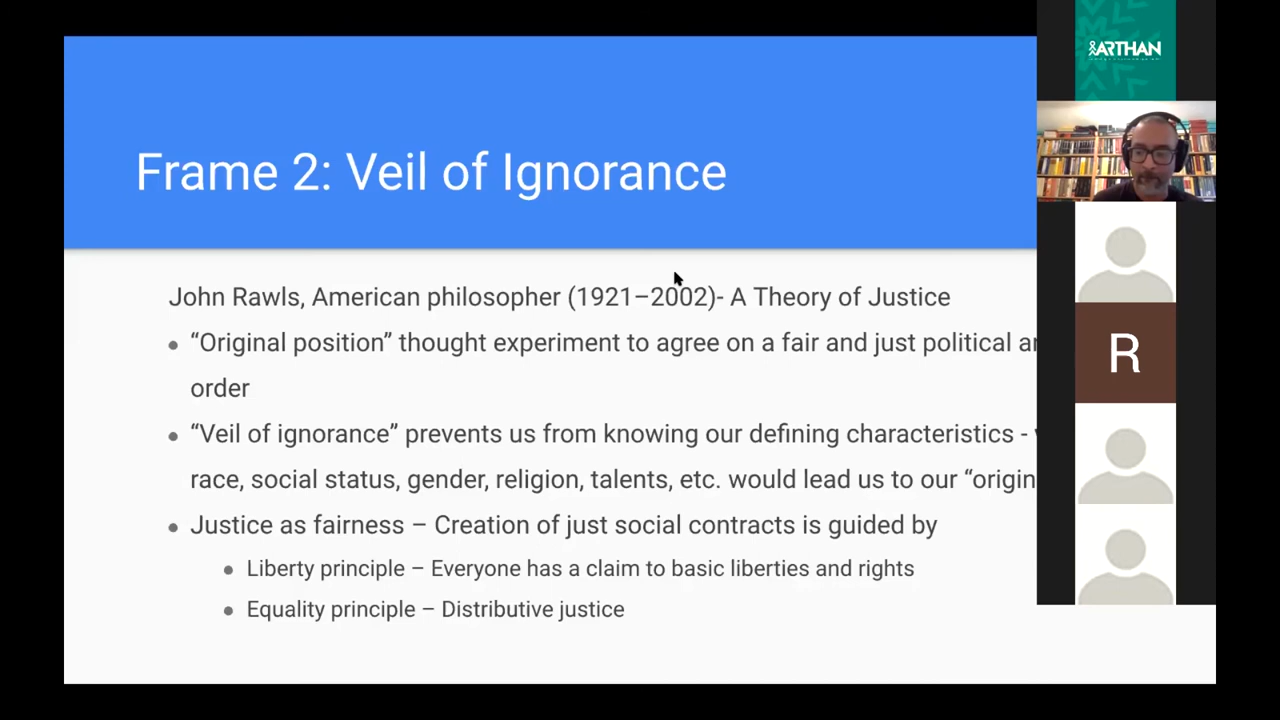 ARTHAN
Frame 2: Veil of Ignorance
John Rawls, American philosopher (1921–2002)- A Theory of Justice
“Original position” thought experiment to agree on a fair and just political
order
“Veil of ignorance” prevents us from knowing our defining characteristics -
race, social status, gender, religion, talents, etc. would lead us to our “origin
Justice as fairness – Creation of just social contracts is guided by
Liberty principle – Everyone has a claim to basic liberties and rights
Equality principle – Distributive justice
R